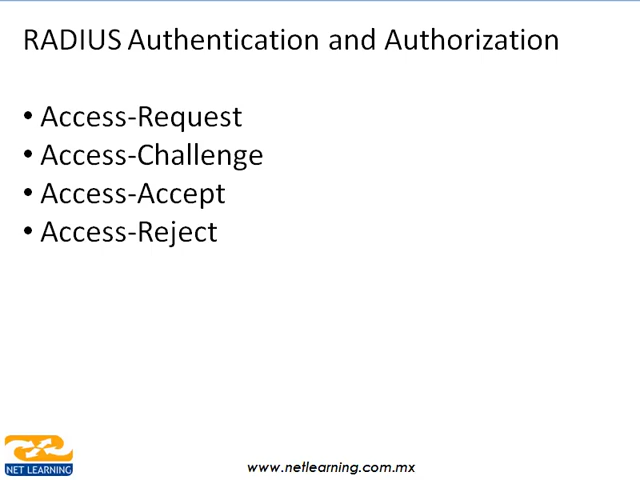 RADIUS Authentication and Authorization
• Access-Request
• Access-Challenge
• Access-Accept
• Access-Reject
NET LEARNING
www.netlearning.com.mx